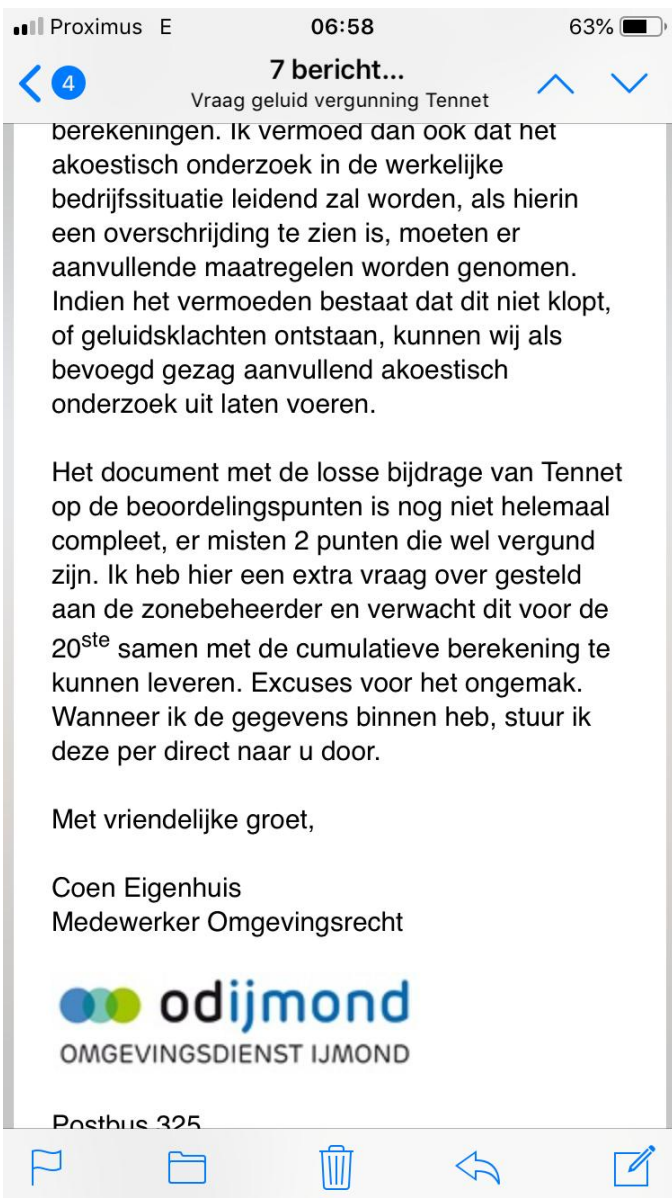 Proximus E 06:58 63%
4 7 bericht...
Vraag geluid vergunning Tennet
berekeningen. Ik vermoed dan ook dat het
akoestisch onderzoek in de werkelijke
bedrijfssituatie leidend zal worden, als hierin
een overschrijding te zien is, moeten er
aanvullende maatregelen worden genomen.
Indien het vermoeden bestaat dat dit niet klopt,
of geluidsklachten ontstaan, kunnen wij als
bevoegd gezag aanvullend akoestisch
onderzoek uit laten voeren.
Het document met de losse bijdrage van Tennet
op de beoordelingspunten is nog niet helemaal
compleet, er misten 2 punten die wel vergund
zijn. Ik heb hier een extra vraag over gesteld
aan de zonebeheerder en verwacht dit voor de
20ste samen met de cumulatieve berekening te
kunnen leveren. Excuses voor het ongemak.
Wanneer ik de gegevens binnen heb, stuur ik
deze per direct naar u door.
Met vriendelijke groet,
Coen Eigenhuis
Medewerker Omgevingsrecht
odijmond
OMGEVINGSDIENST IJMOND
Postbus 325